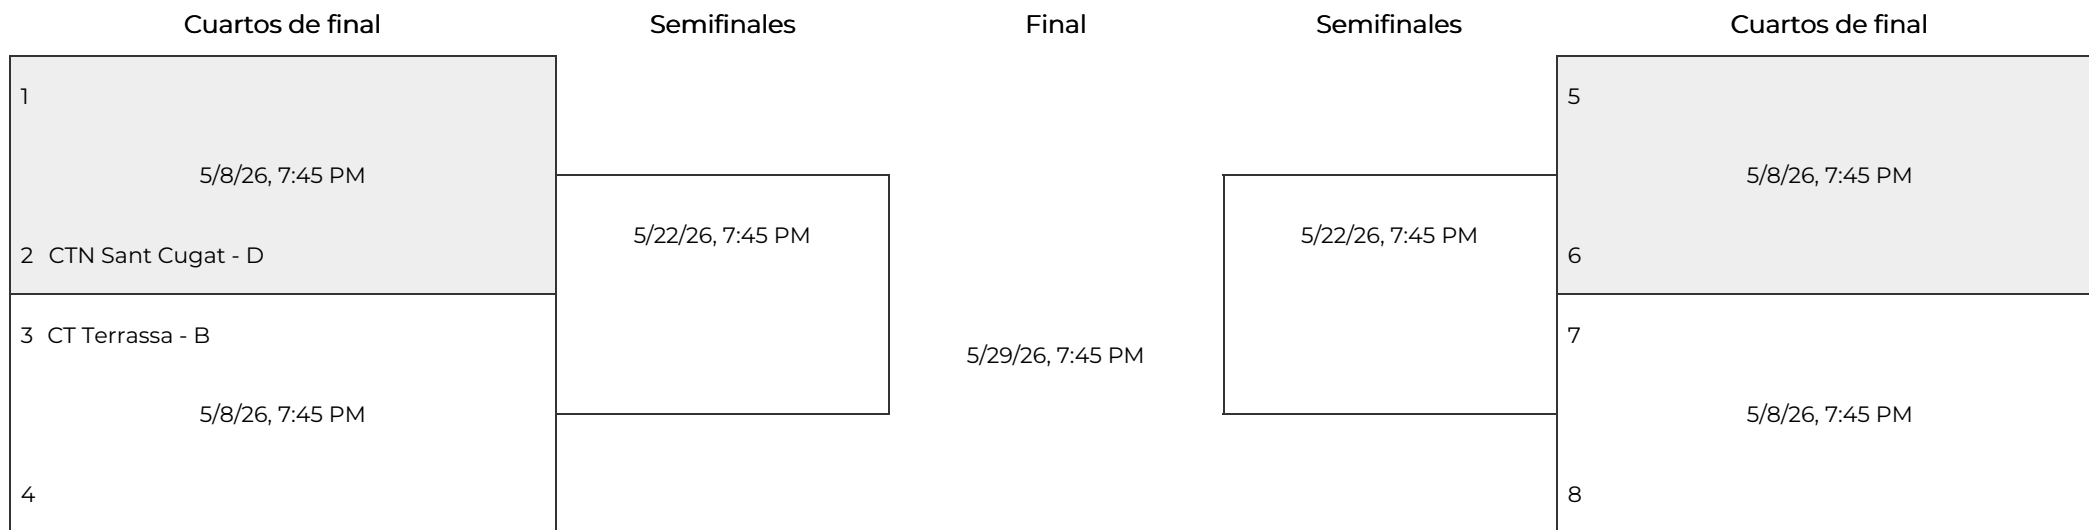 Cuartos de final
Semifinales
Final
Semifinales
Cuartos de final
1
5/8/26, 7:45 PM
2 CTN Sant Cugat - D
3 CT Terrassa - B
5/8/26, 7:45 PM
4
5/22/26, 7:45 PM
5/29/26, 7:45 PM
5/22/26, 7:45 PM
5
5/8/26, 7:45 PM
6
7
5/8/26, 7:45 PM
8